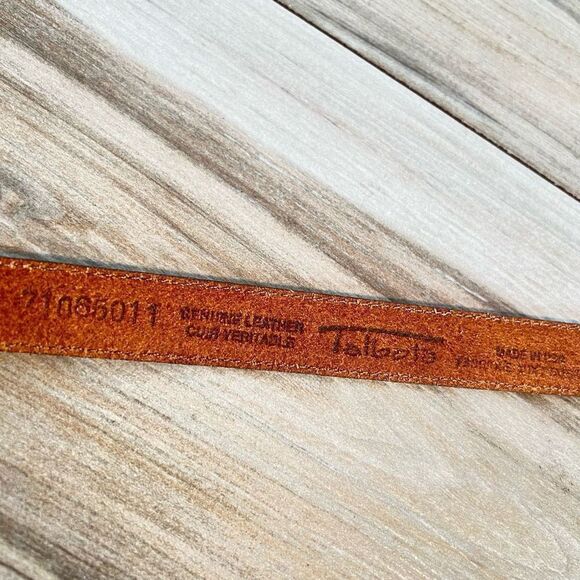 71065011
GENUINE LEATHER
CUIR VERITABLE
Talbots
MADE IN USA